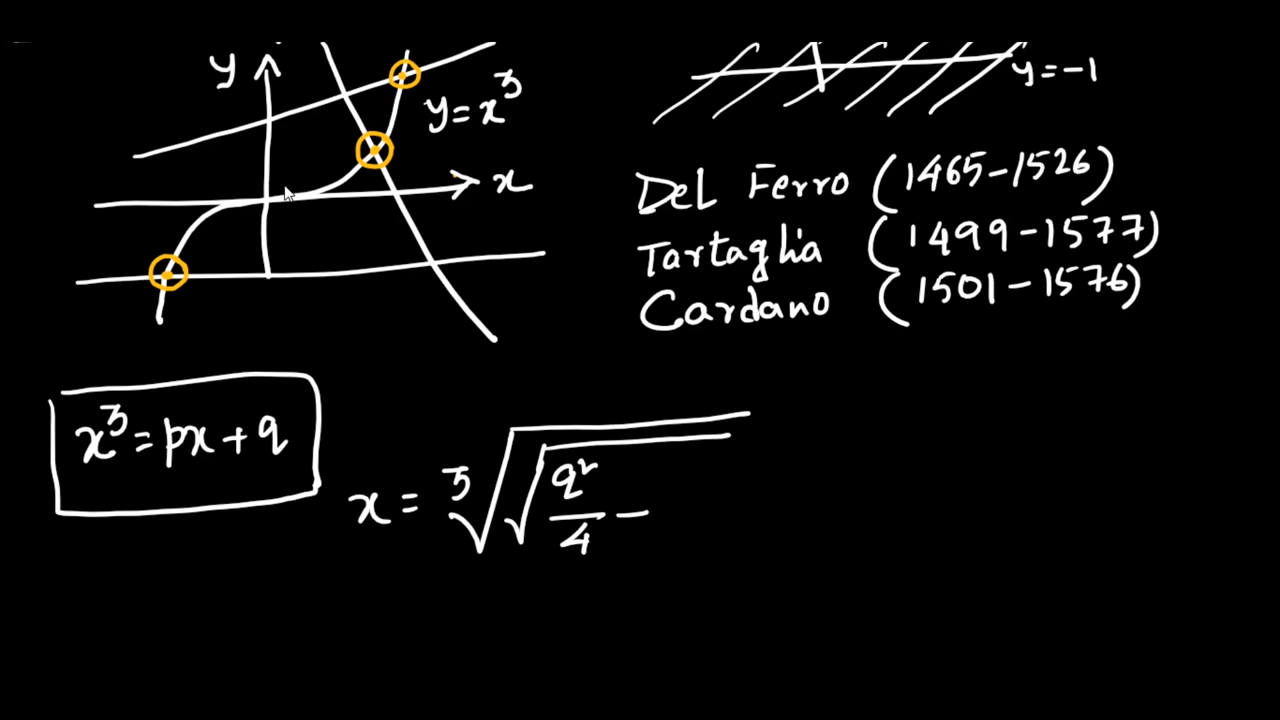 y
y=x³
x
y=-1
Del Ferro (1465-1526)
Tartaglia (1499-1577)
Cardano (1501-1576)
x³=px+q
x = ∛(√(q²/4 -